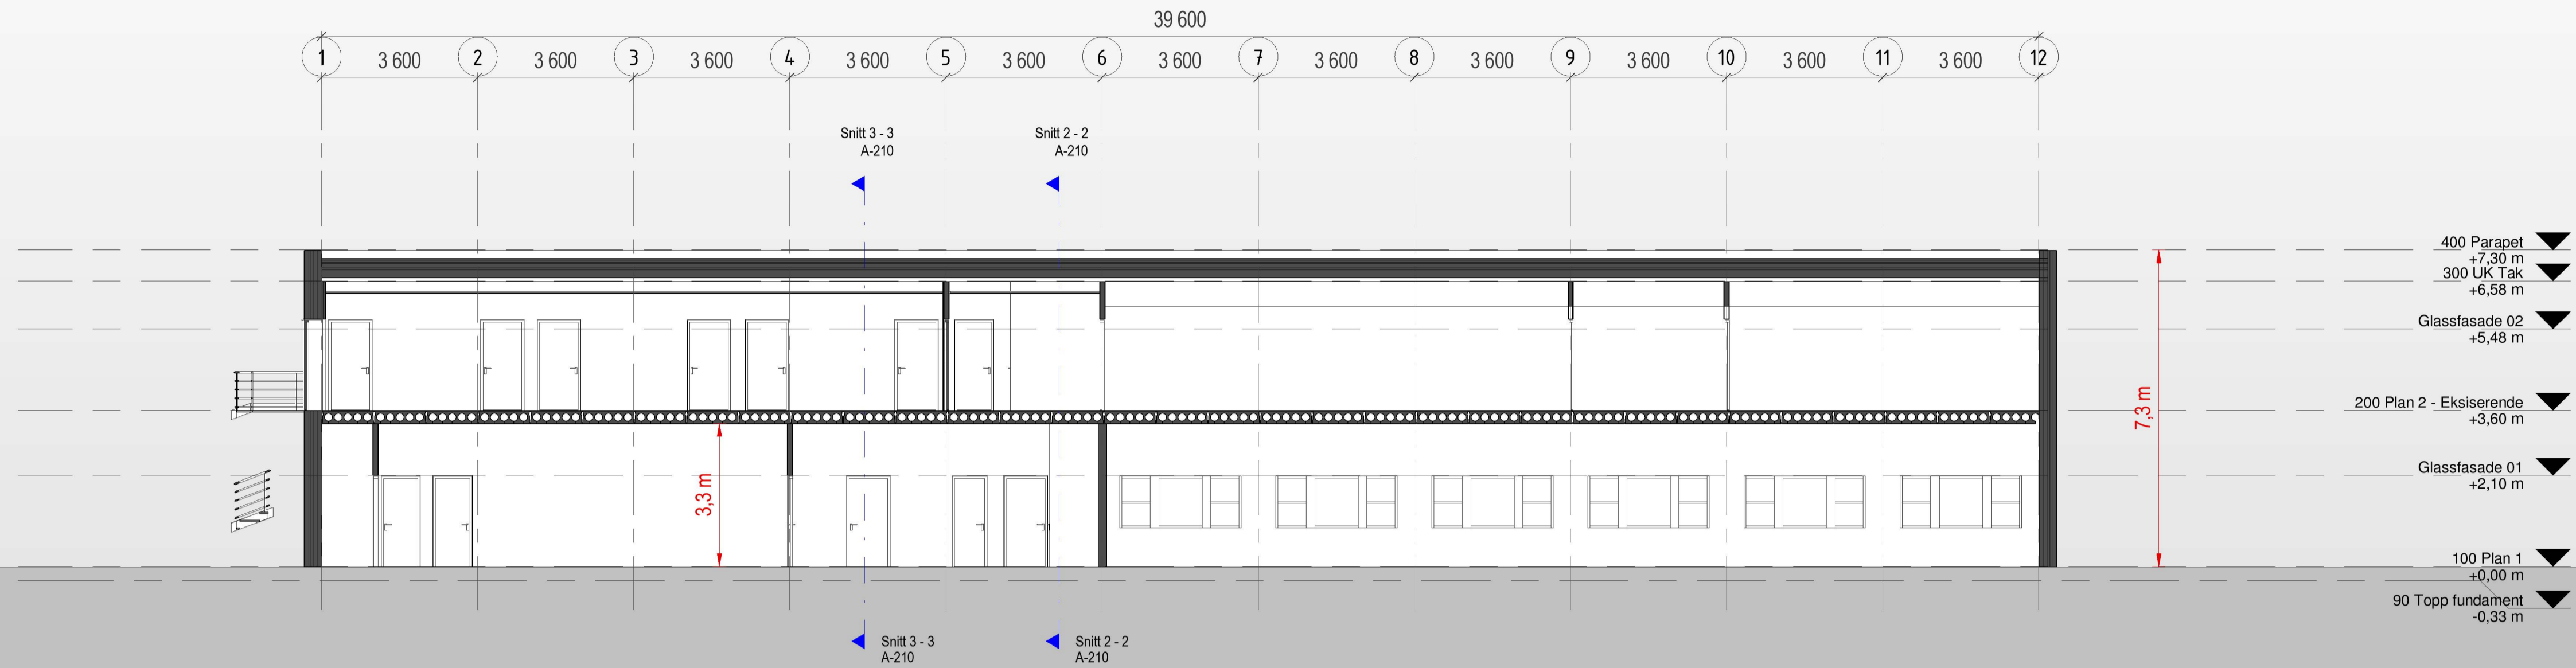 39 600
1 3 600 2 3 600 3 3 600 4 3 600 5 3 600 6 3 600 7 3 600 8 3 600 9 3 600 10 3 600 11 3 600 12
Snitt 3 - 3
A-210
Snitt 2 - 2
A-210
400 Parapet
+7,30 m
300 UK Tak
+6,58 m
Glassfasade 02
+5,48 m
200 Plan 2 - Eksiserende
+3,60 m
7,3 m
Glassfasade 01
+2,10 m
3,3 m
100 Plan 1
+0,00 m
90 Topp fundament
-0,33 m
Snitt 3 - 3
A-210
Snitt 2 - 2
A-210